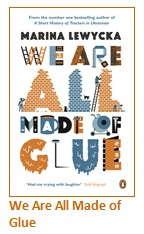 From the number one bestselling author of
A Short History of Tractors in Ukrainian
MARINA LEWYCKA
WE ARE
ALL
MADE OF
GLUE
'Had me crying with laughter' Daily Telegraph
We Are All Made of
Glue